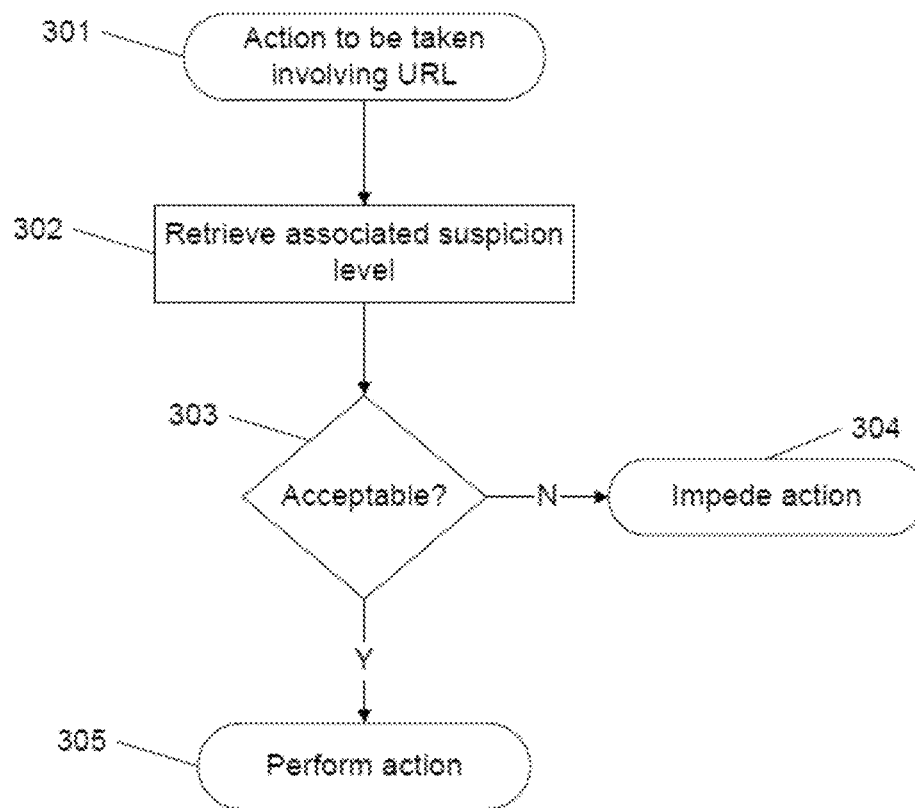 301
Action to be taken
involving URL
302
Retrieve associated suspicion
level
303
Acceptable?
N
304
Impede action
Y
305
Perform action